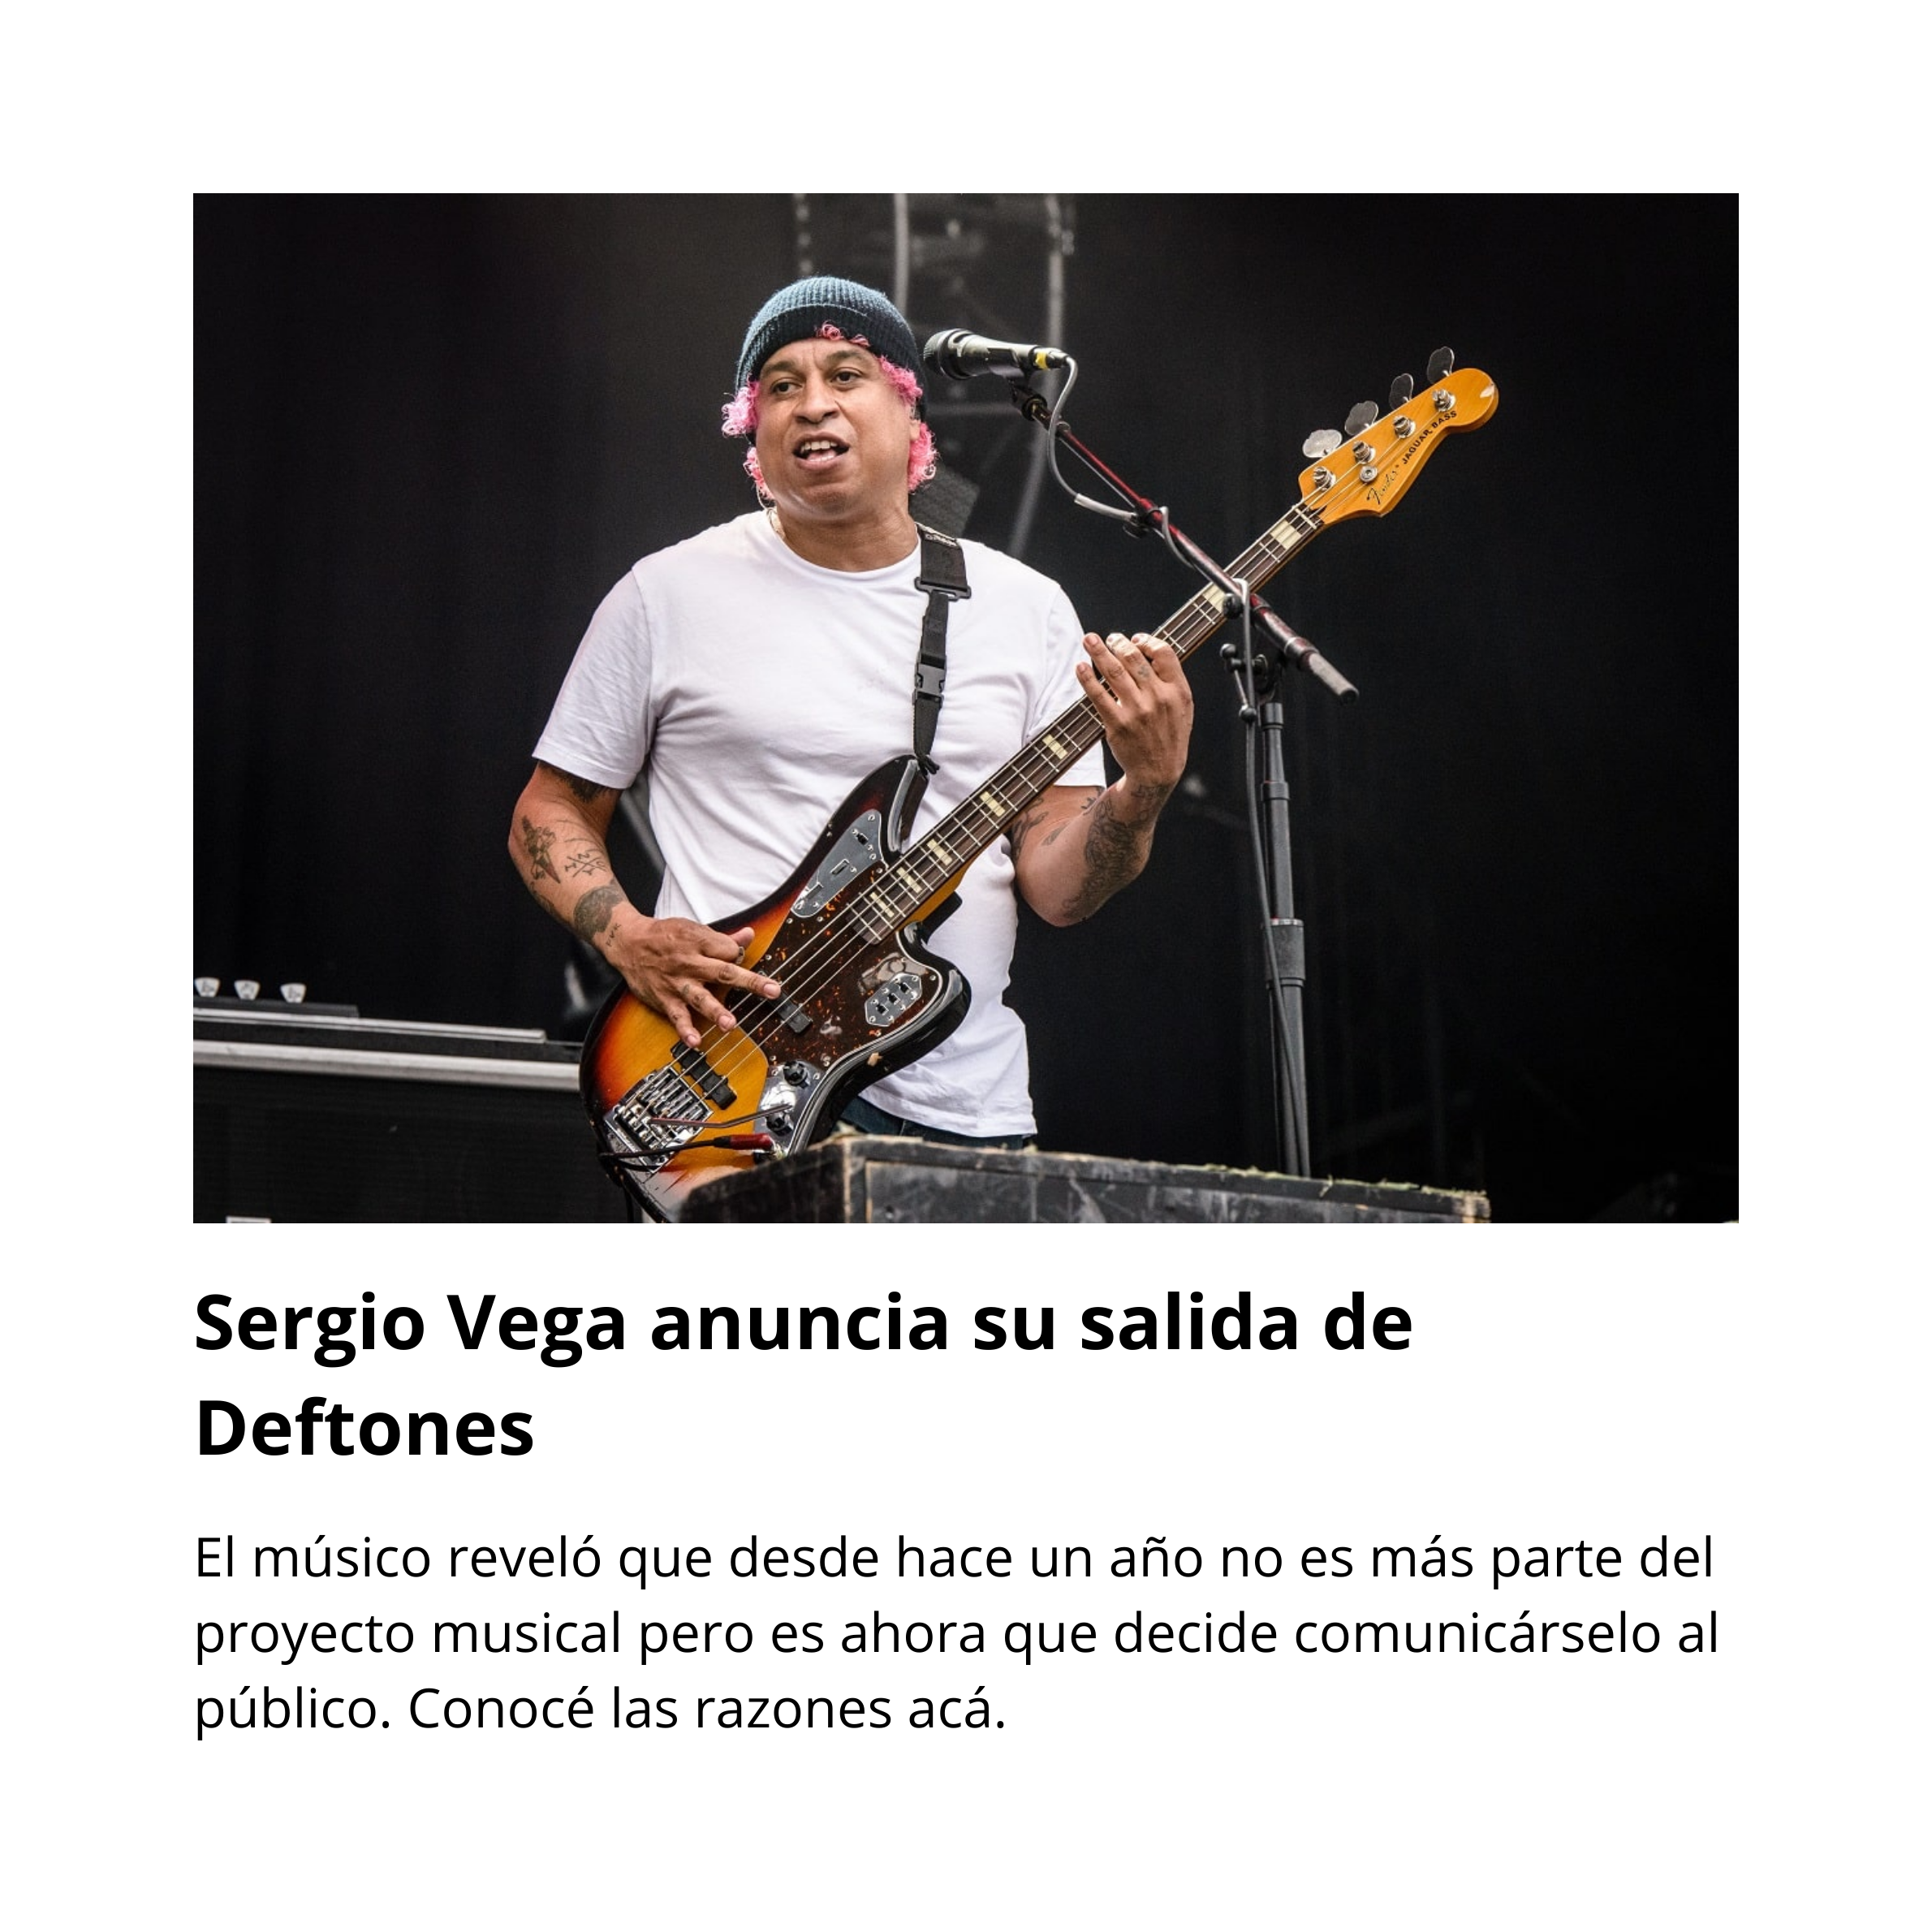 Fender JAGUAR BASS
Sergio Vega anuncia su salida de
Deftones
El músico reveló que desde hace un año no es más parte del
proyecto musical pero es ahora que decide comunicárselo al
público. Conocé las razones acá.